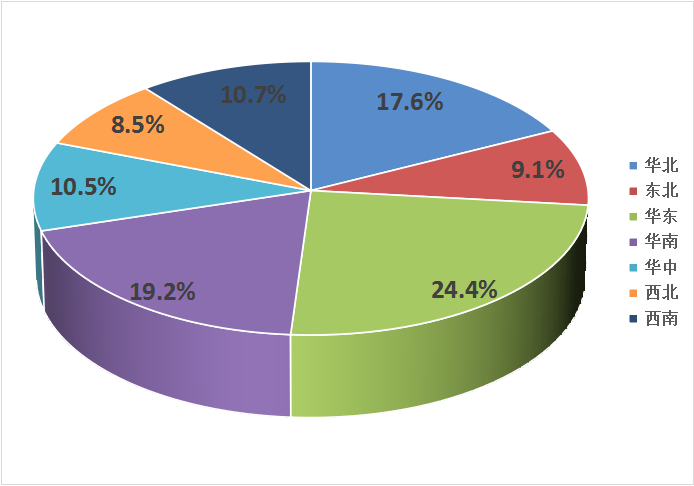 17.6%
9.1%
24.4%
19.2%
10.5%
8.5%
10.7%
华北
东北
华东
华南
华中
西北
西南